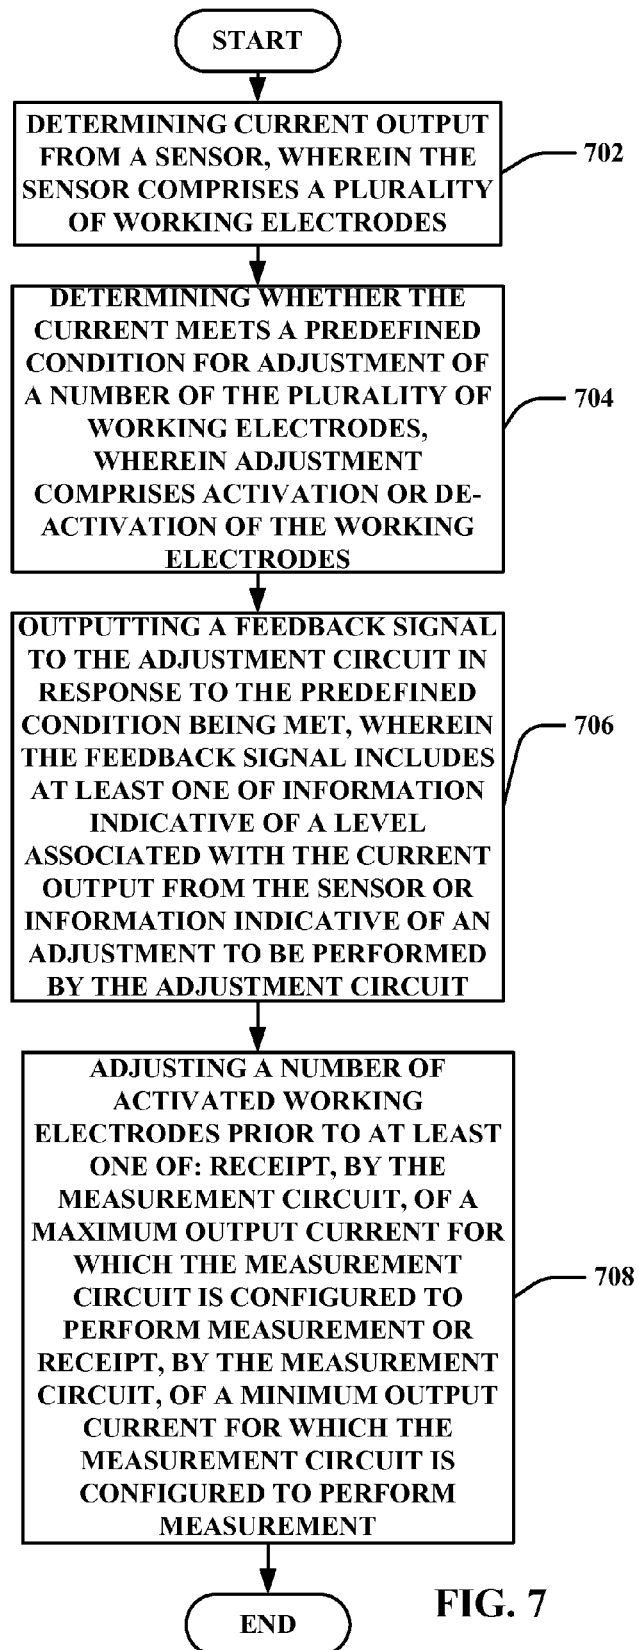 START
DETERMINING CURRENT OUTPUT
FROM A SENSOR, WHEREIN THE
SENSOR COMPRISES A PLURALITY
OF WORKING ELECTRODES
702
DETERMINING WHETHER THE
CURRENT MEETS A PREDEFINED
CONDITION FOR ADJUSTMENT OF
A NUMBER OF THE PLURALITY OF
WORKING ELECTRODES,
WHEREIN ADJUSTMENT
COMPRISES ACTIVATION OR DE-
ACTIVATION OF THE WORKING
ELECTRODES
704
OUTPUTTING A FEEDBACK SIGNAL
TO THE ADJUSTMENT CIRCUIT IN
RESPONSE TO THE PREDEFINED
CONDITION BEING MET, WHEREIN
THE FEEDBACK SIGNAL INCLUDES
AT LEAST ONE OF INFORMATION
INDICATIVE OF A LEVEL
ASSOCIATED WITH THE CURRENT
OUTPUT FROM THE SENSOR OR
INFORMATION INDICATIVE OF AN
ADJUSTMENT TO BE PERFORMED
BY THE ADJUSTMENT CIRCUIT
706
ADJUSTING A NUMBER OF
ACTIVATED WORKING
ELECTRODES PRIOR TO AT LEAST
ONE OF: RECEIPT, BY THE
MEASUREMENT CIRCUIT, OF A
MAXIMUM OUTPUT CURRENT FOR
WHICH THE MEASUREMENT
CIRCUIT IS CONFIGURED TO
PERFORM MEASUREMENT OR
RECEIPT, BY THE MEASUREMENT
CIRCUIT, OF A MINIMUM OUTPUT
CURRENT FOR WHICH THE
MEASUREMENT CIRCUIT IS
CONFIGURED TO PERFORM
MEASUREMENT
708
END
FIG. 7